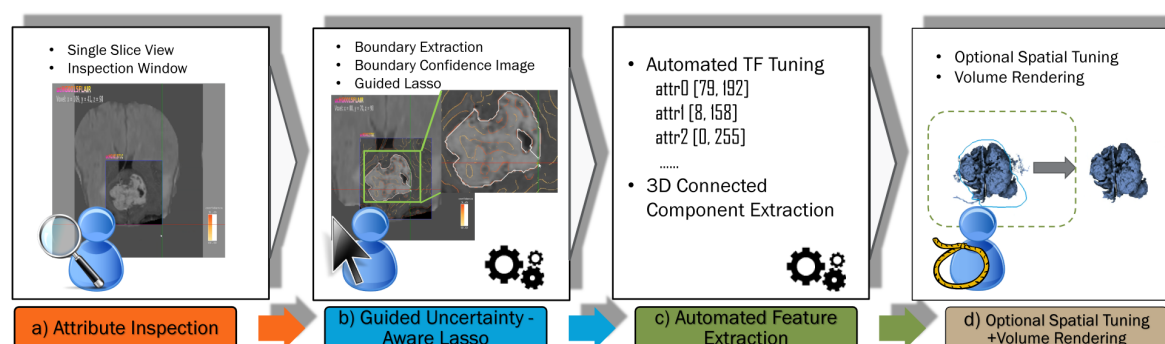 • Single Slice View
• Inspection Window
a) Attribute Inspection
• Boundary Extraction
• Boundary Confidence Image
• Guided Lasso
b) Guided Uncertainty -
Aware Lasso
• Automated TF Tuning
attr0 [79, 192]
attr1 [8, 158]
attr2 [0, 255]
......
• 3D Connected
Component Extraction
c) Automated Feature
Extraction
• Optional Spatial Tuning
• Volume Rendering
d) Optional Spatial Tuning
+Volume Rendering